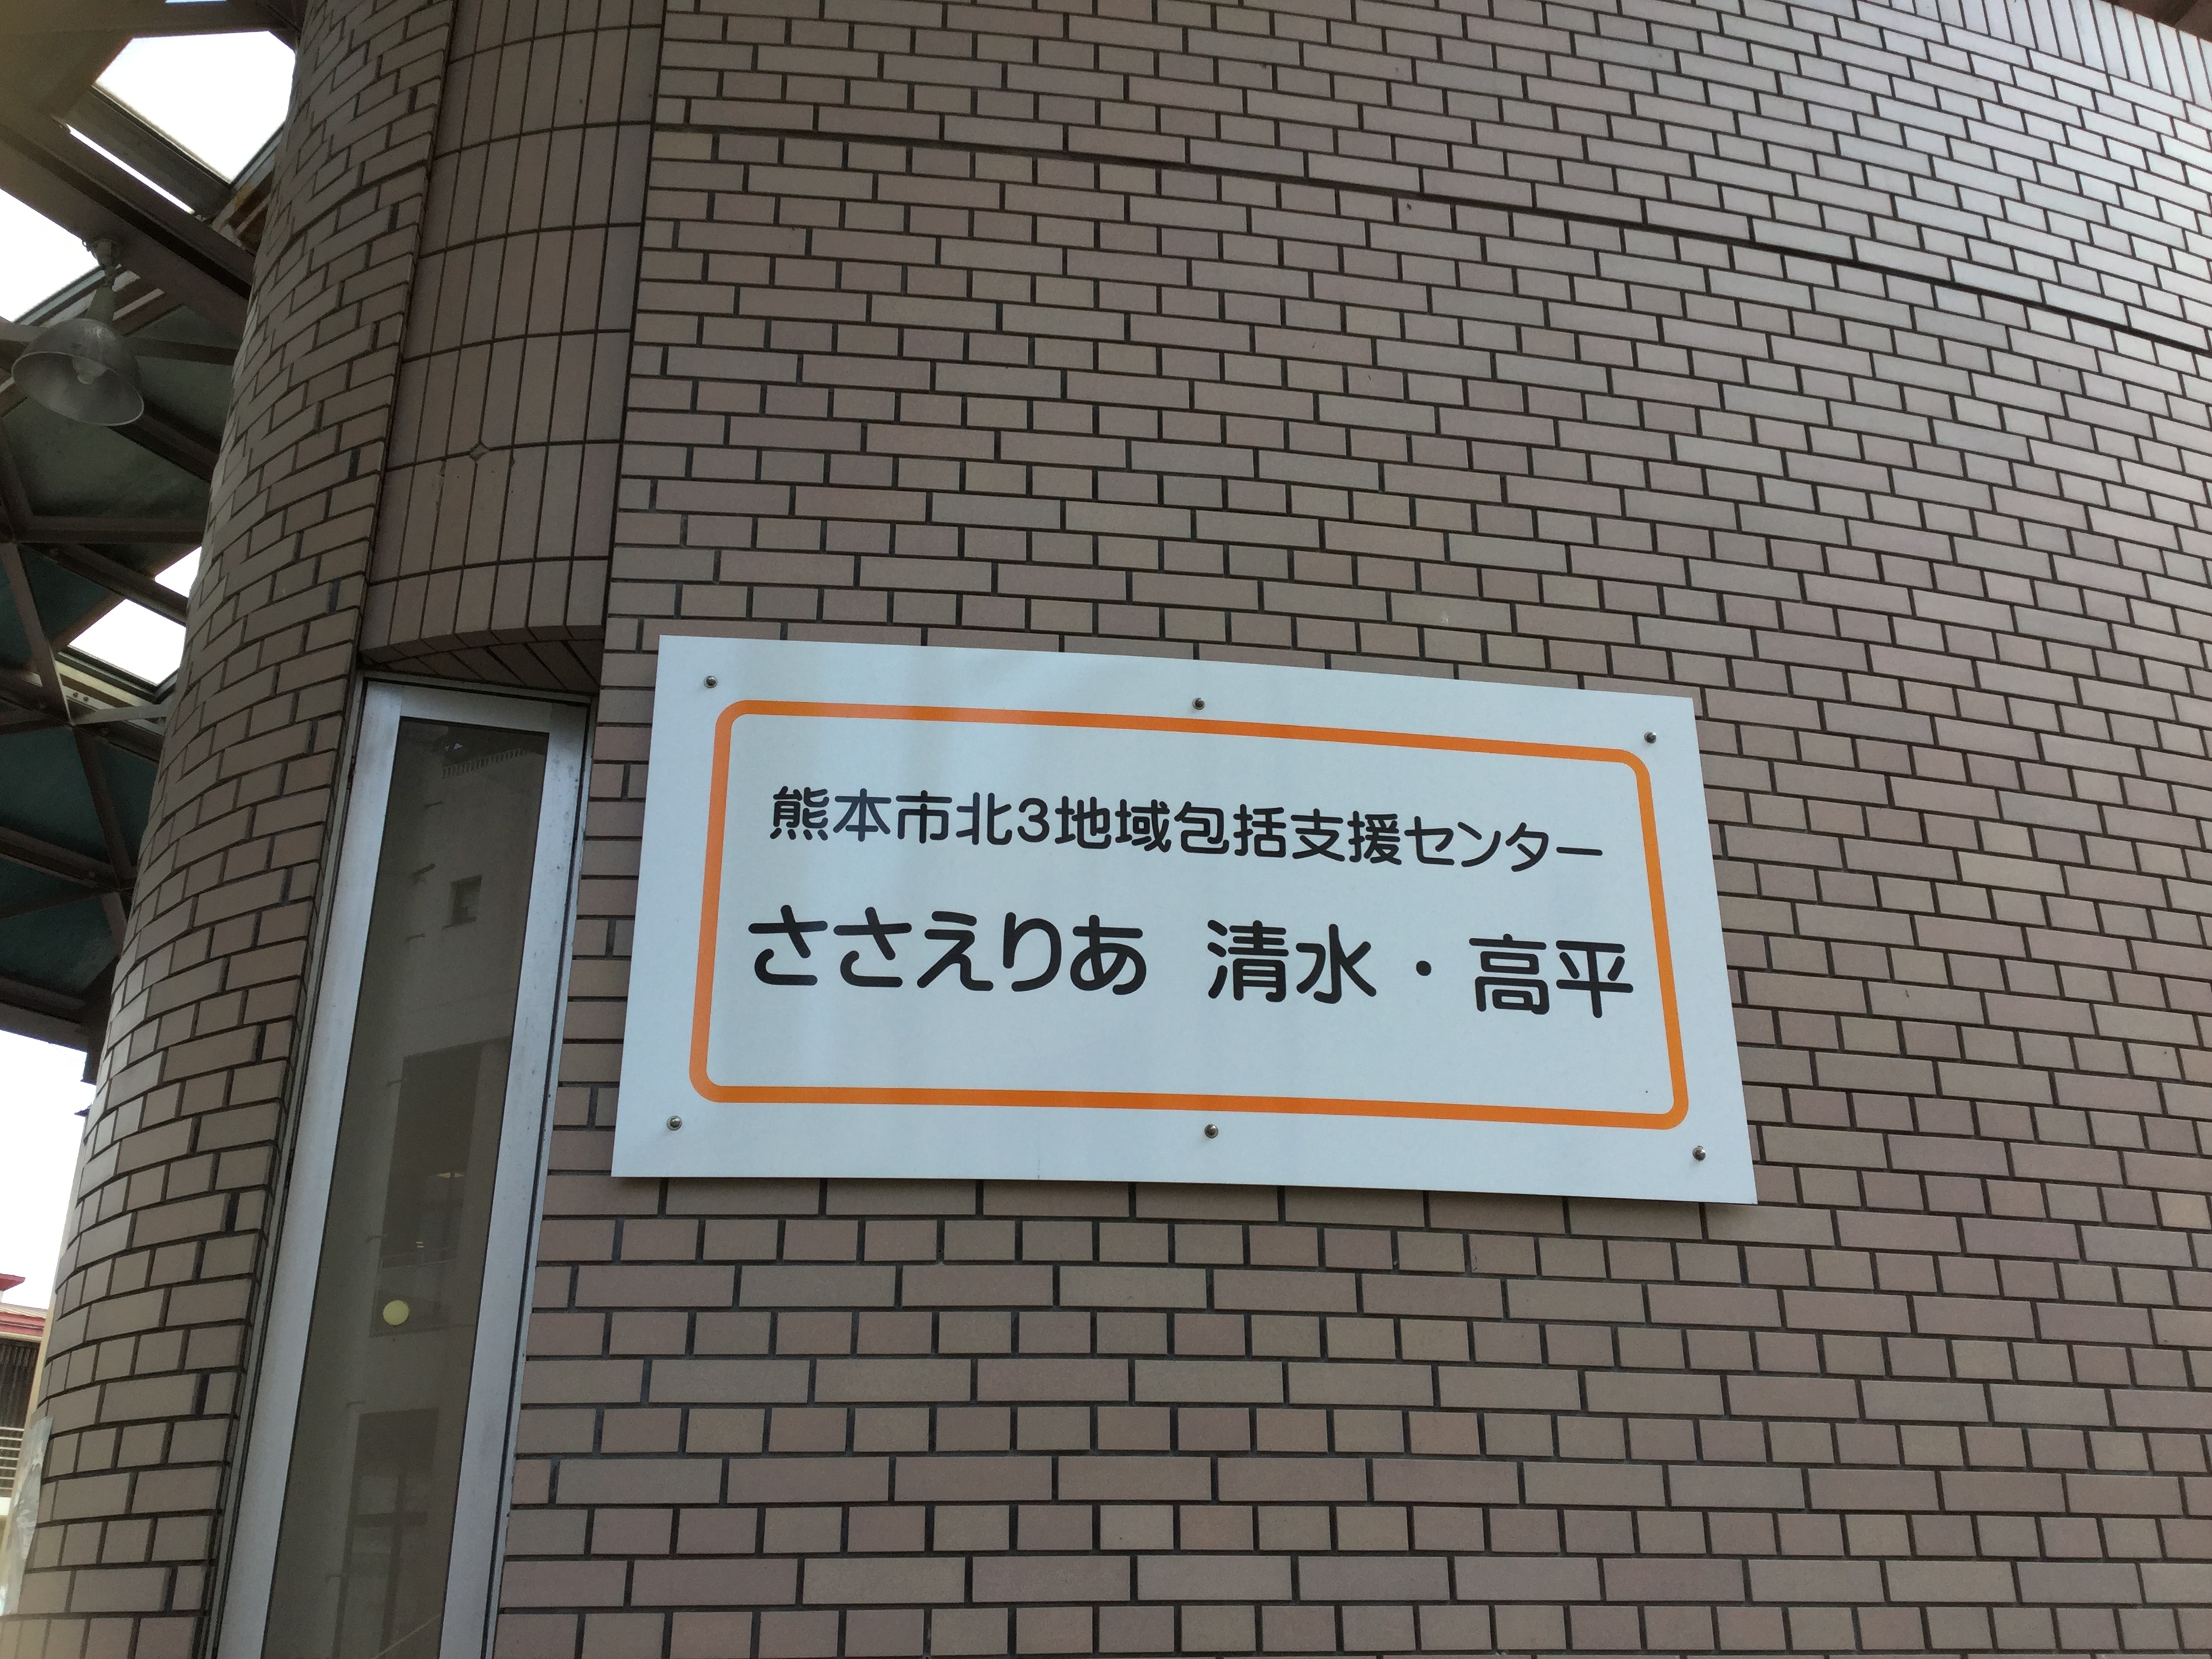 熊本市北3地域包括支援センター
ささえりあ 清水・高平